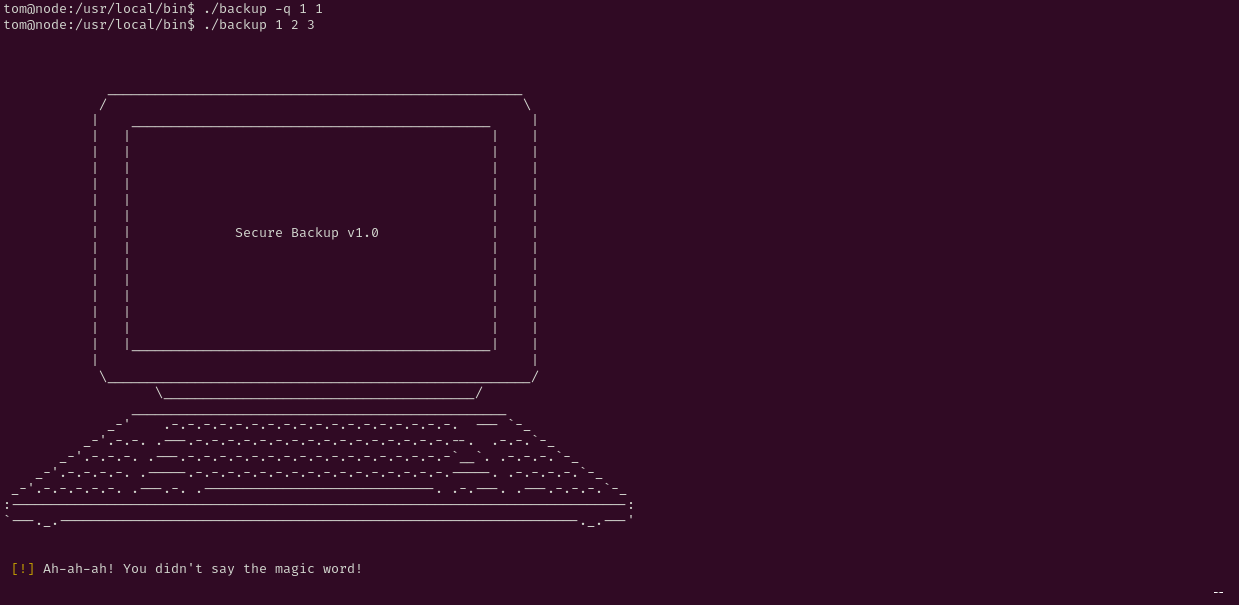 tom@node:/usr/local/bin$ ./backup -q 1 1
tom@node:/usr/local/bin$ ./backup 1 2 3
Secure Backup v1.0
[!] Ah-ah-ah! You didn't say the magic word!